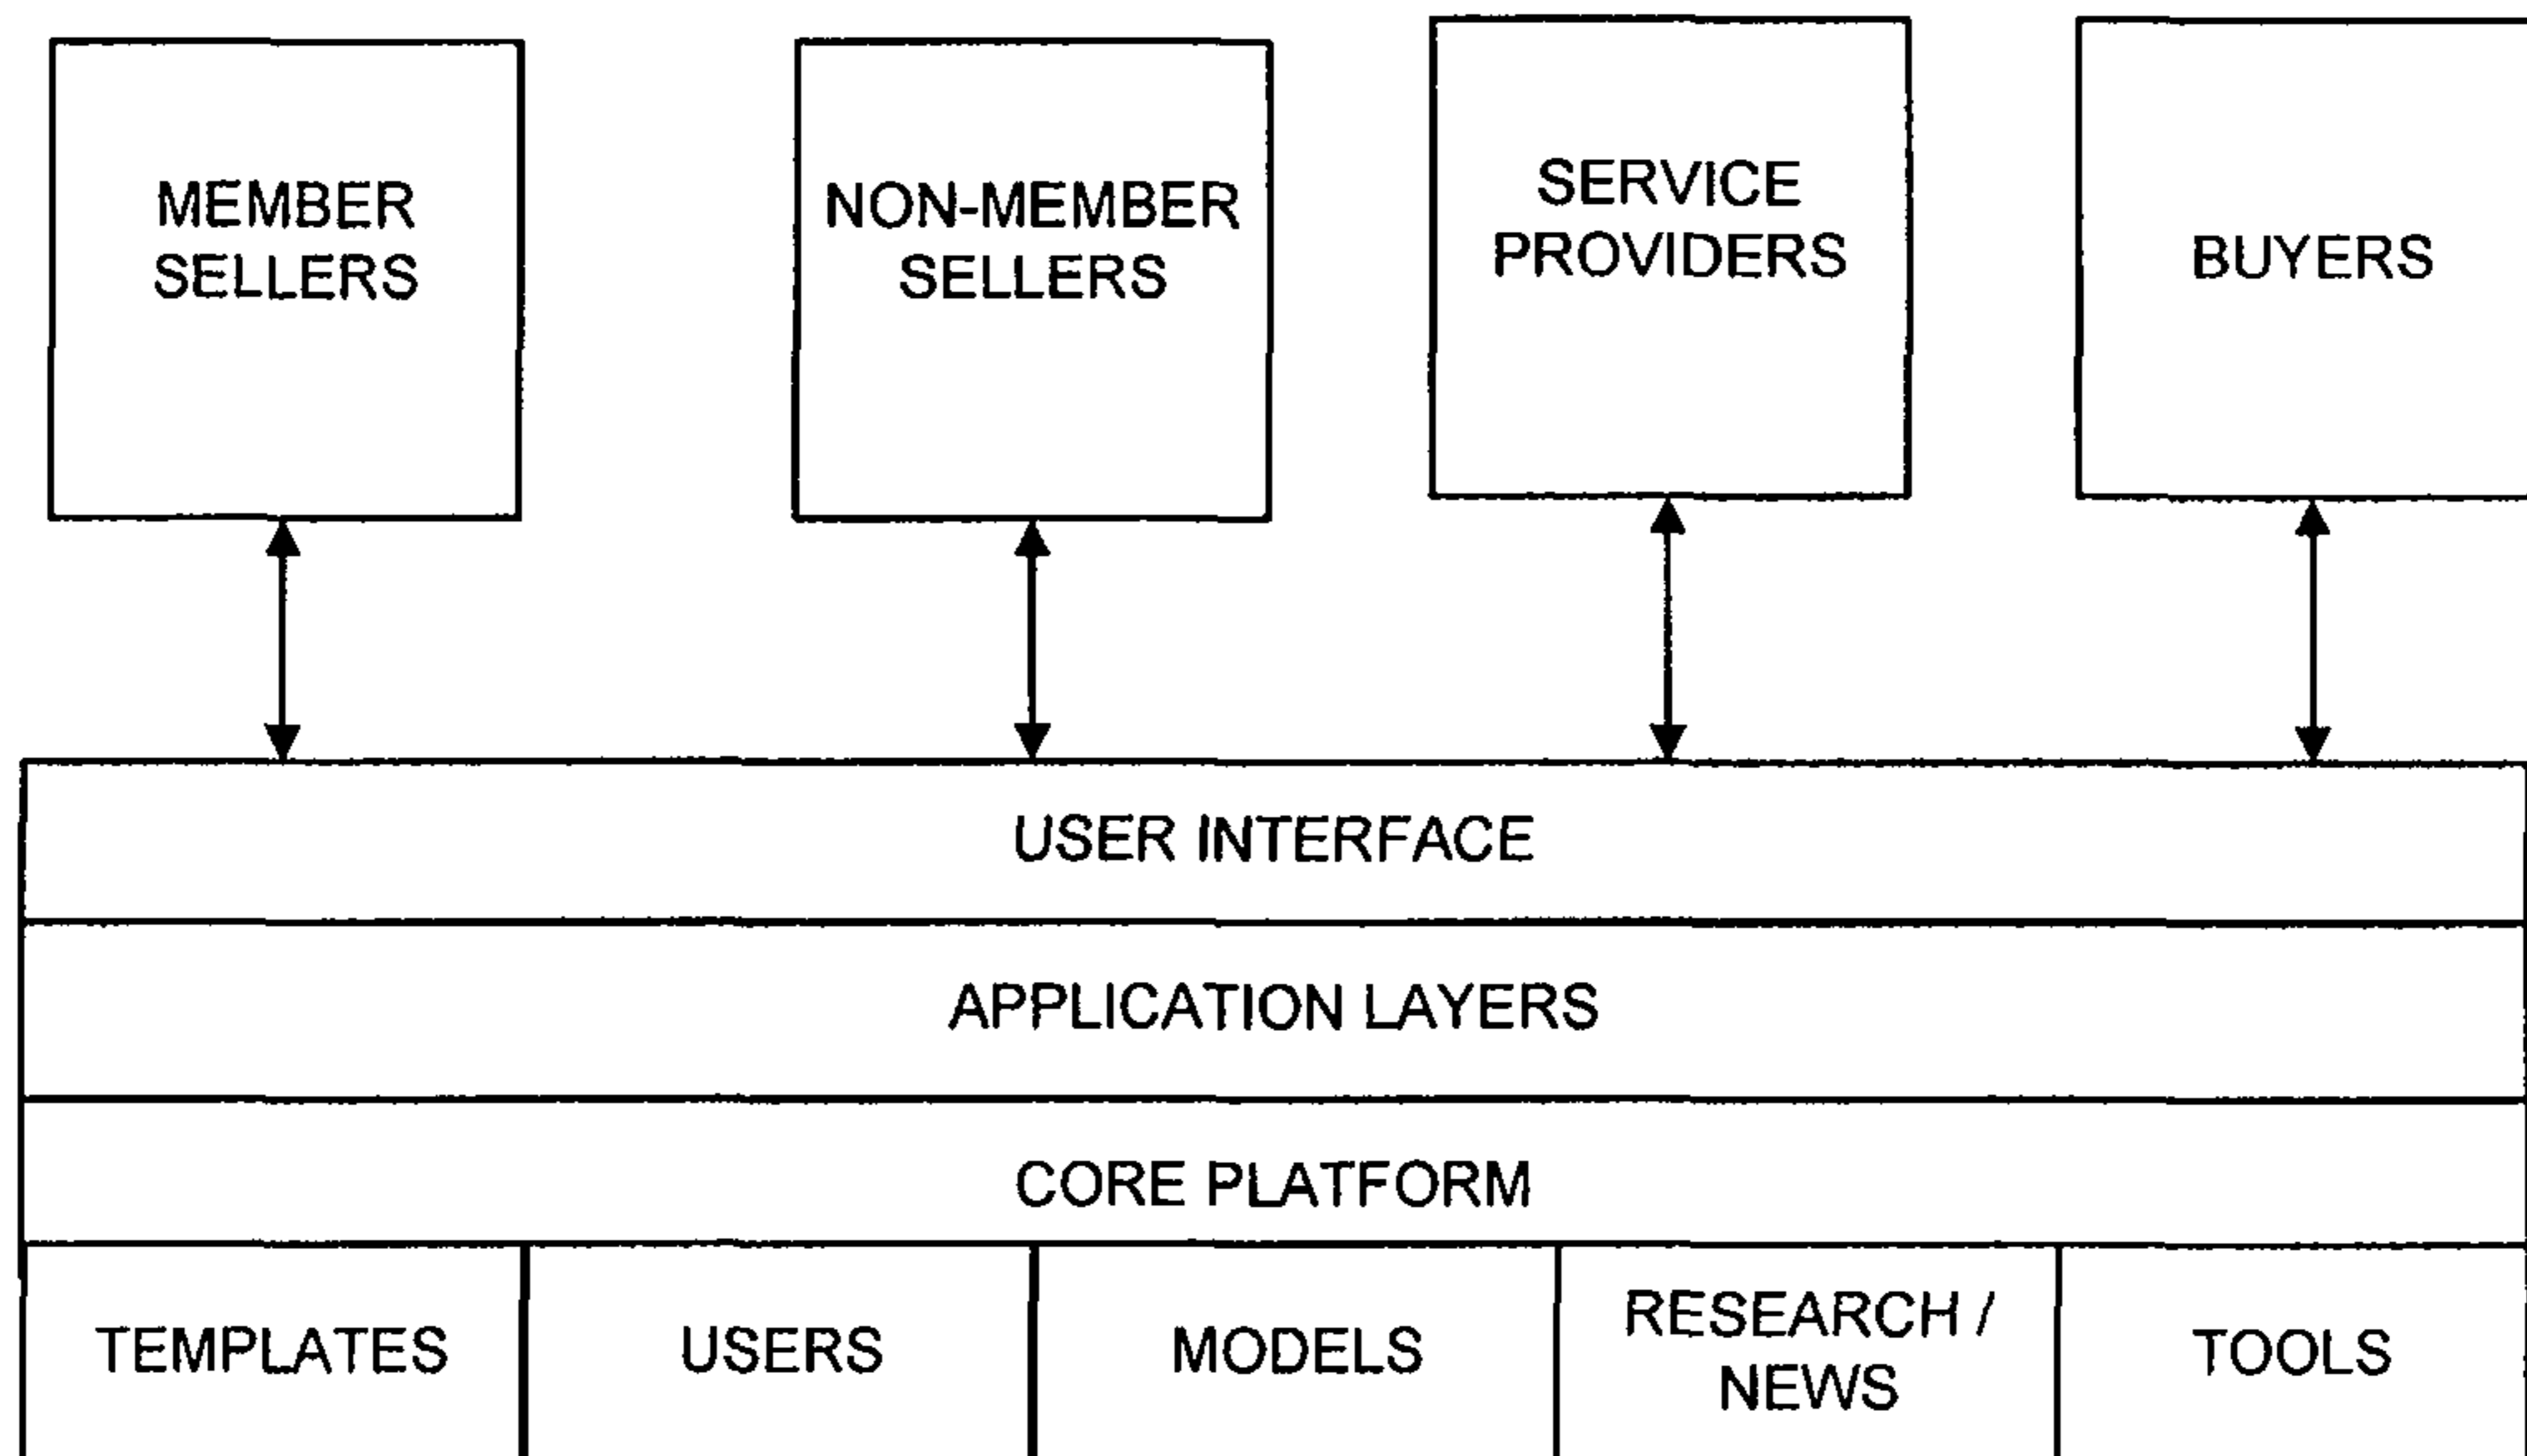 MEMBER
SELLERS
NON-MEMBER
SELLERS
SERVICE
PROVIDERS
BUYERS
USER INTERFACE
APPLICATION LAYERS
CORE PLATFORM
TEMPLATES
USERS
MODELS
RESEARCH /
NEWS
TOOLS